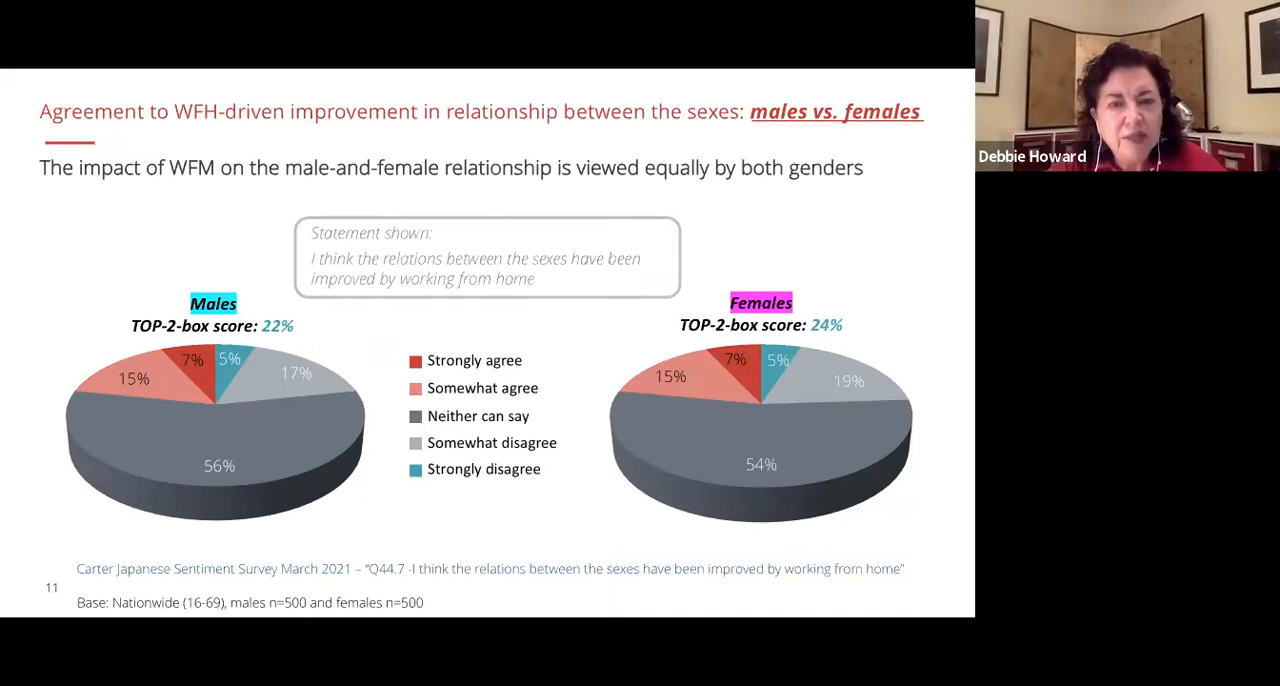 Agreement to WFH-driven improvement in relationship between the sexes: males vs. females
The impact of WFM on the male-and-female relationship is viewed equally by both genders
Statement shown:
I think the relations between the sexes have been
improved by working from home
Males
TOP-2-box score: 22%
7%
5%
15%
17%
56%
Strongly agree
Somewhat agree
Neither can say
Somewhat disagree
Strongly disagree
Females
TOP-2-box score: 24%
7%
5%
15%
19%
54%
Carter Japanese Sentiment Survey March 2021 – “Q44.7 -I think the relations between the sexes have been improved by working from home”
11
Base: Nationwide (16-69), males n=500 and females n=500
Debbie Howard